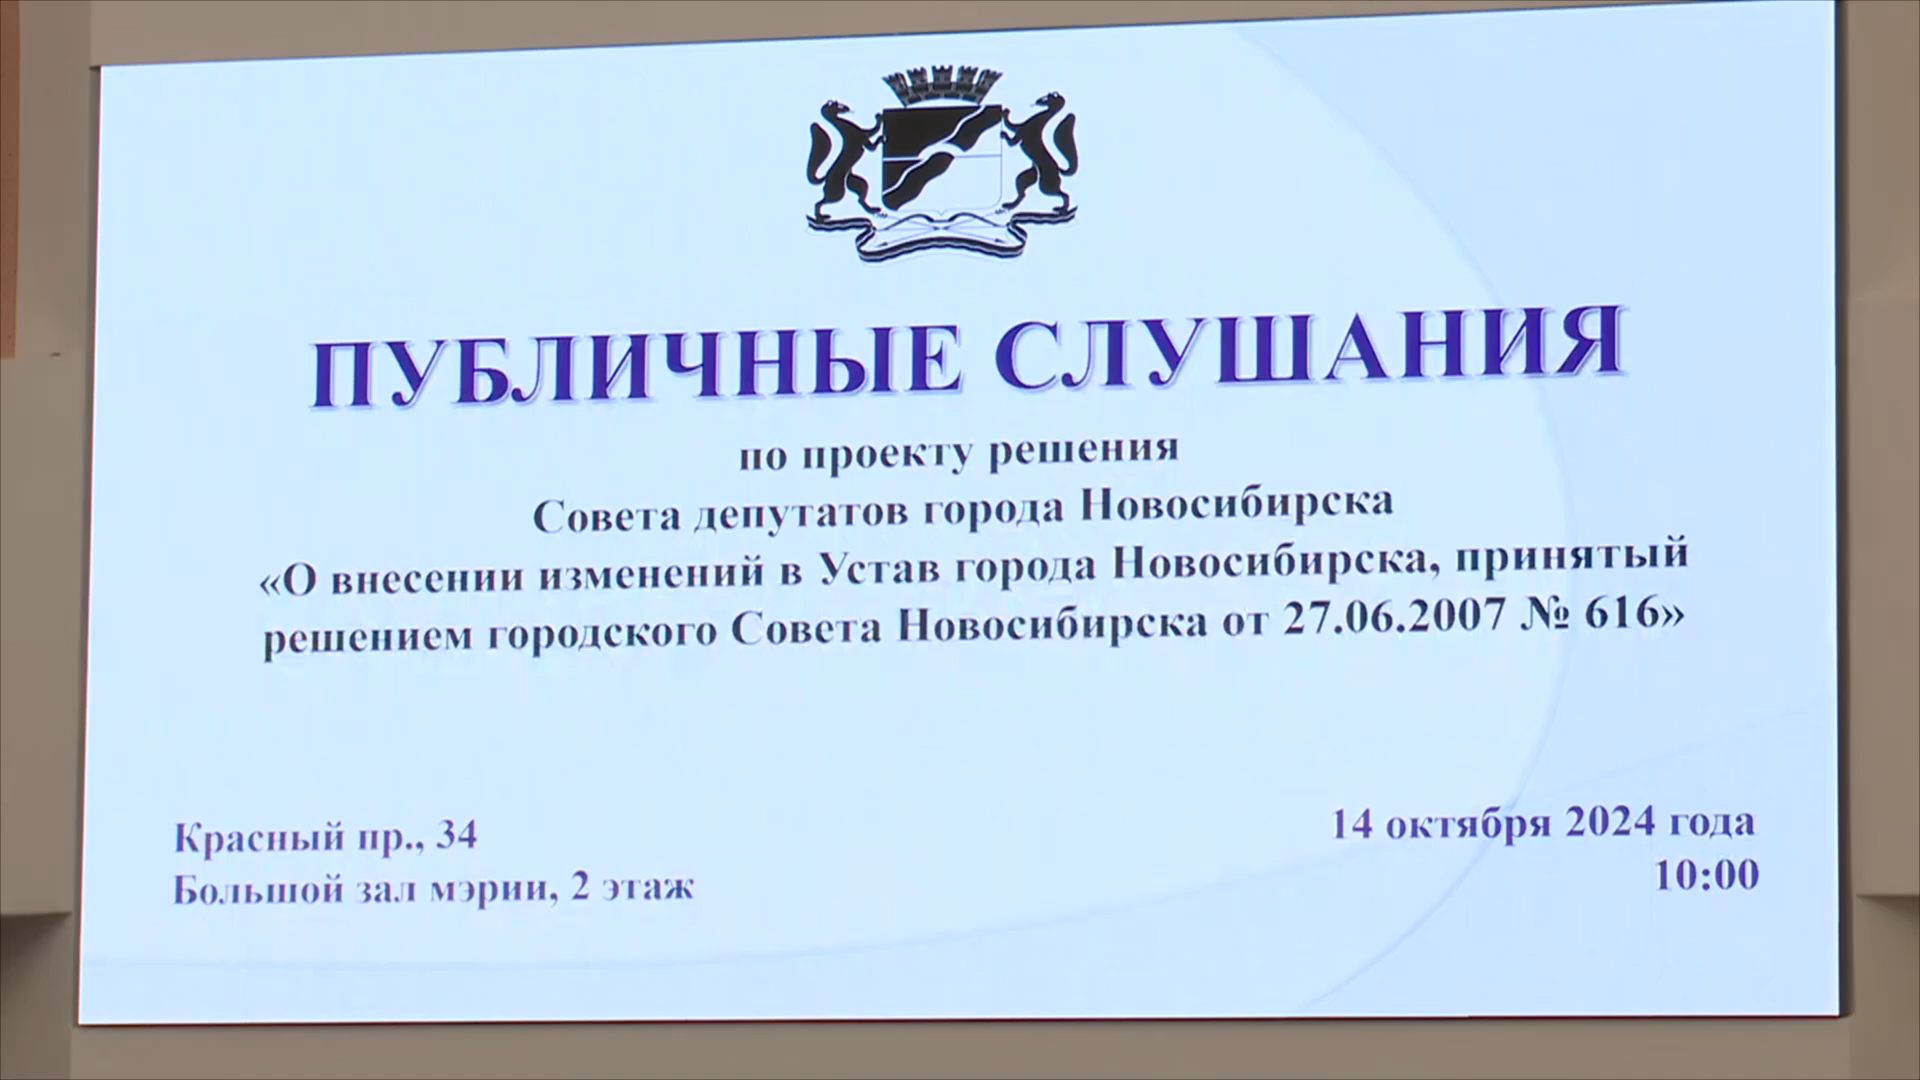 ПУБЛИЧНЫЕ СЛУШАНИЯ
по проекту решения
Совета депутатов города Новосибирска
«О внесении изменений в Устав города Новосибирска, принятый
решением городского Совета Новосибирска от 27.06.2007 № 616»
Красный пр., 34
Большой зал мэрии, 2 этаж
14 октября 2024 года
10:00